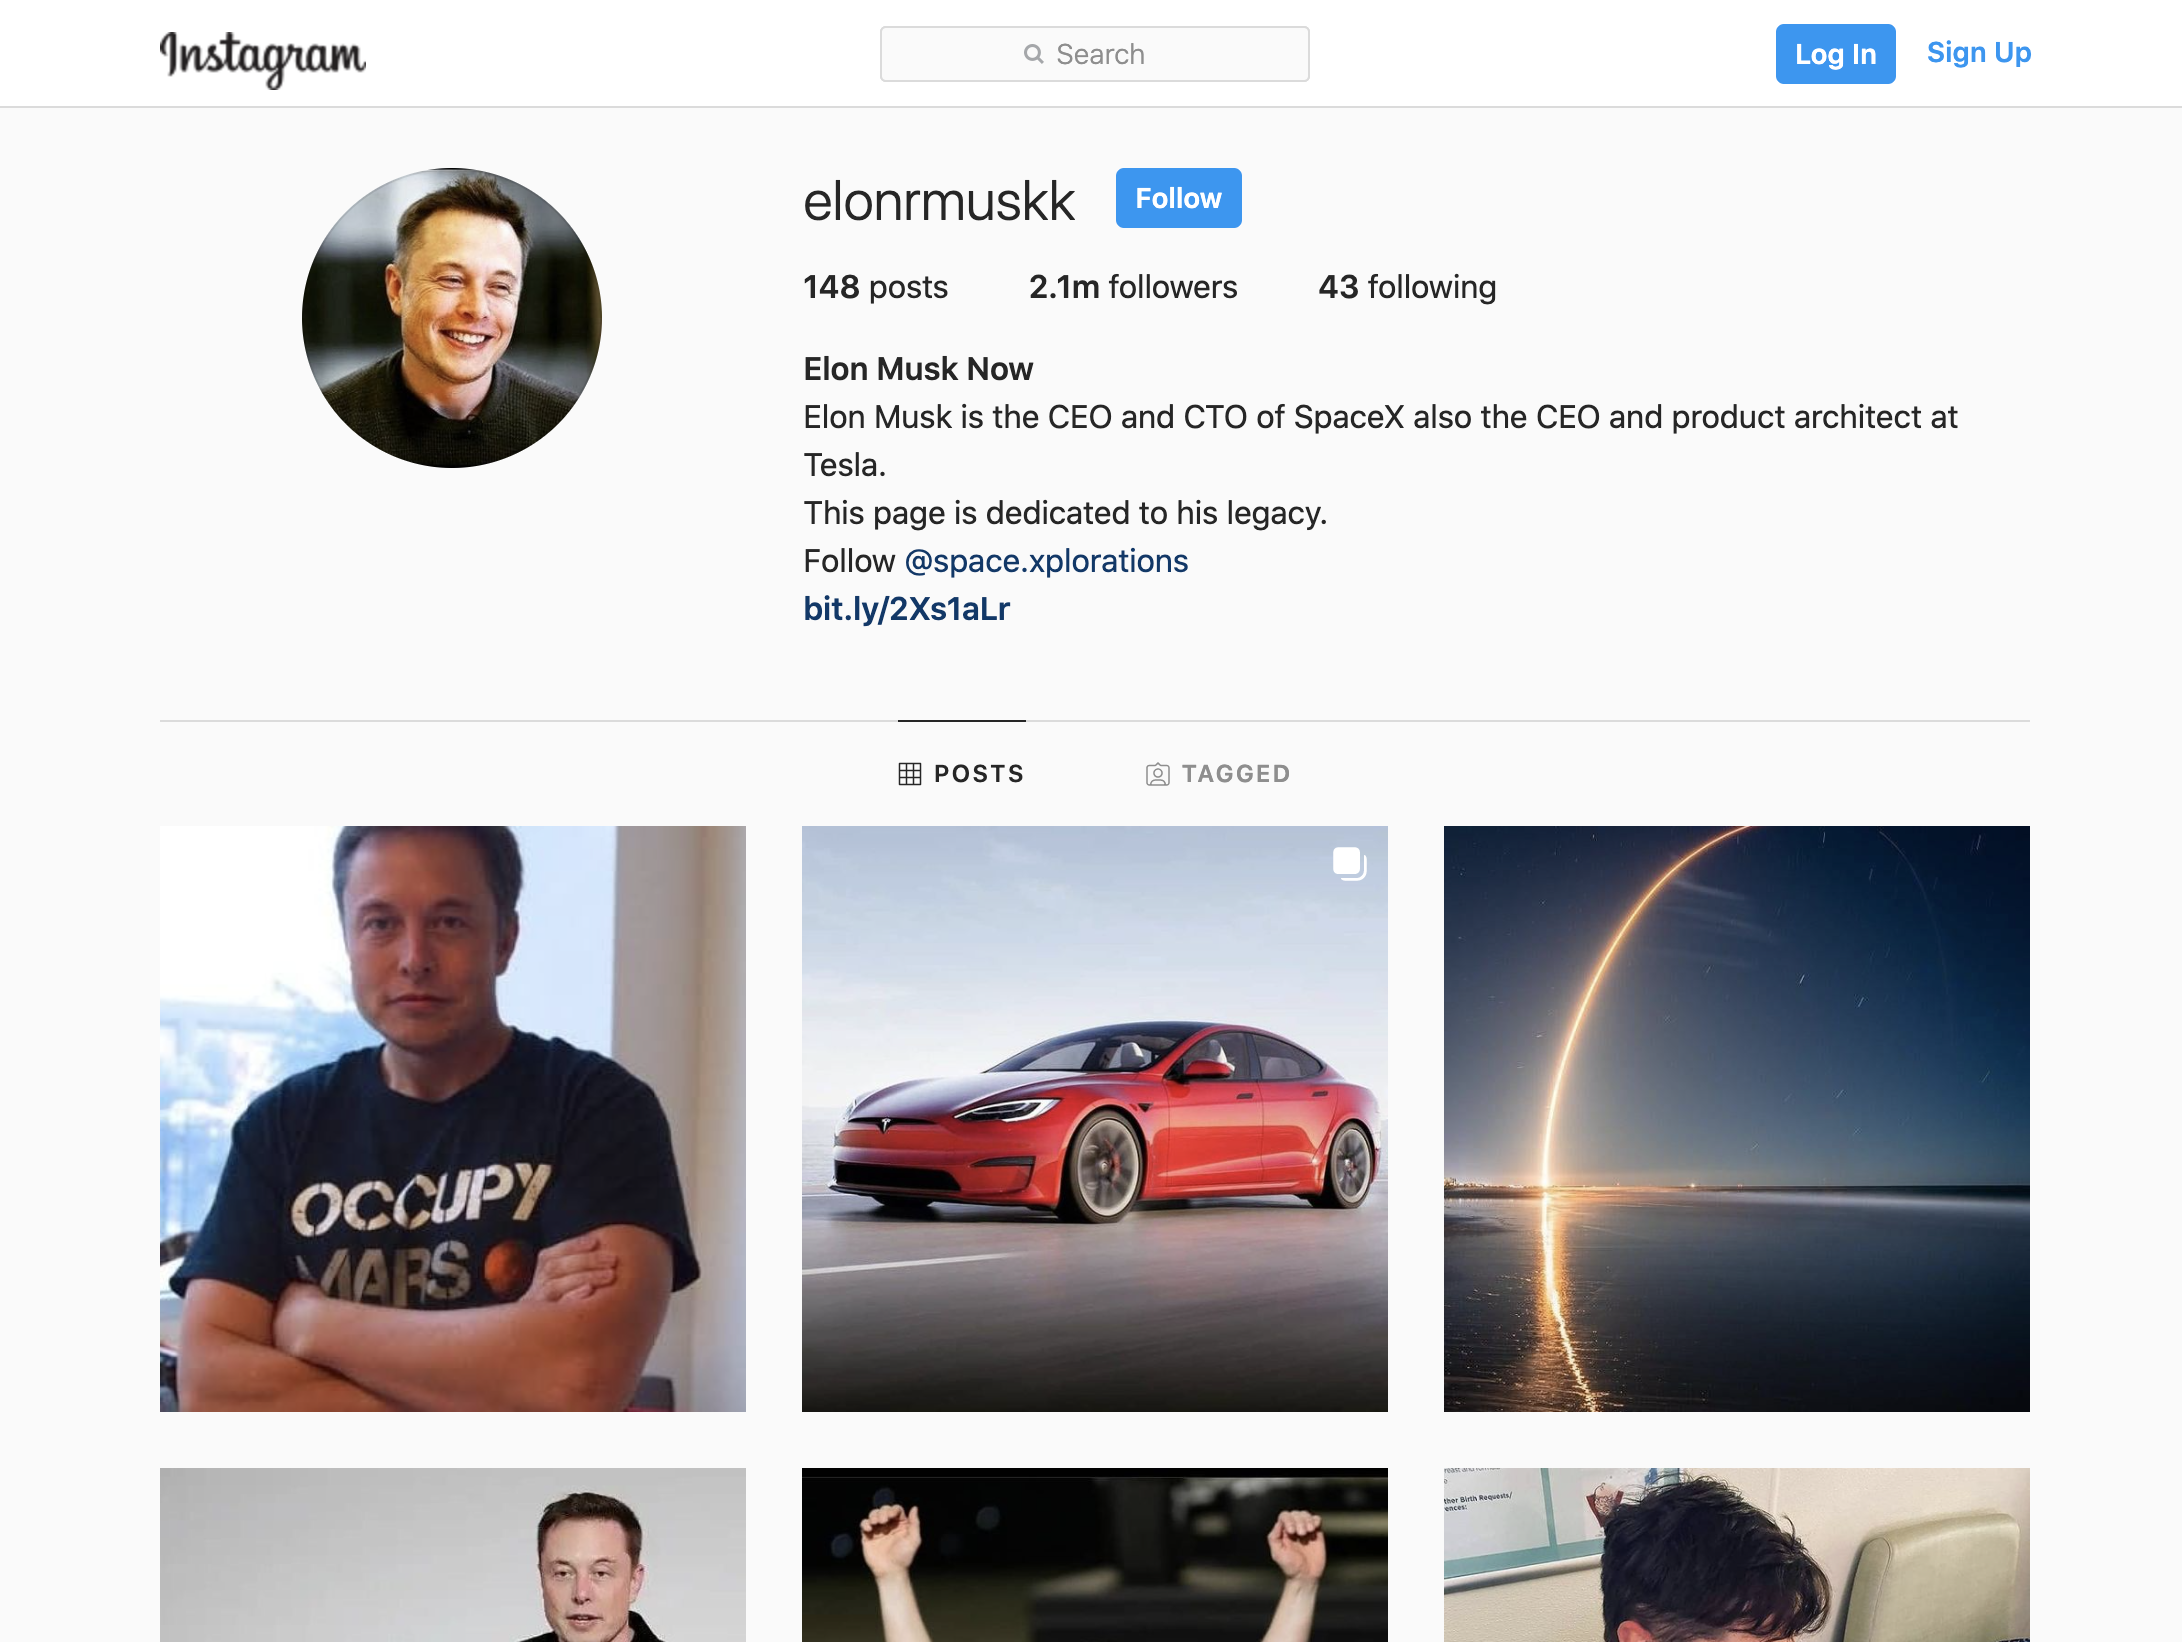 Instagram
Search
Log In
Sign Up
elonrmuskk
Follow
148 posts
2.1m followers
43 following
Elon Musk Now
Elon Musk is the CEO and CTO of SpaceX also the CEO and product architect at
Tesla.
This page is dedicated to his legacy.
Follow @space.xplorations
bit.ly/2Xs1aLr
POSTS
TAGGED
OCCUPY
MARS
ther Birth Requests/
ences: